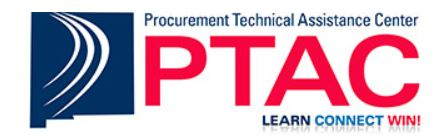 Procurement Technical Assistance Center
PTAC
LEARN CONNECT WIN!